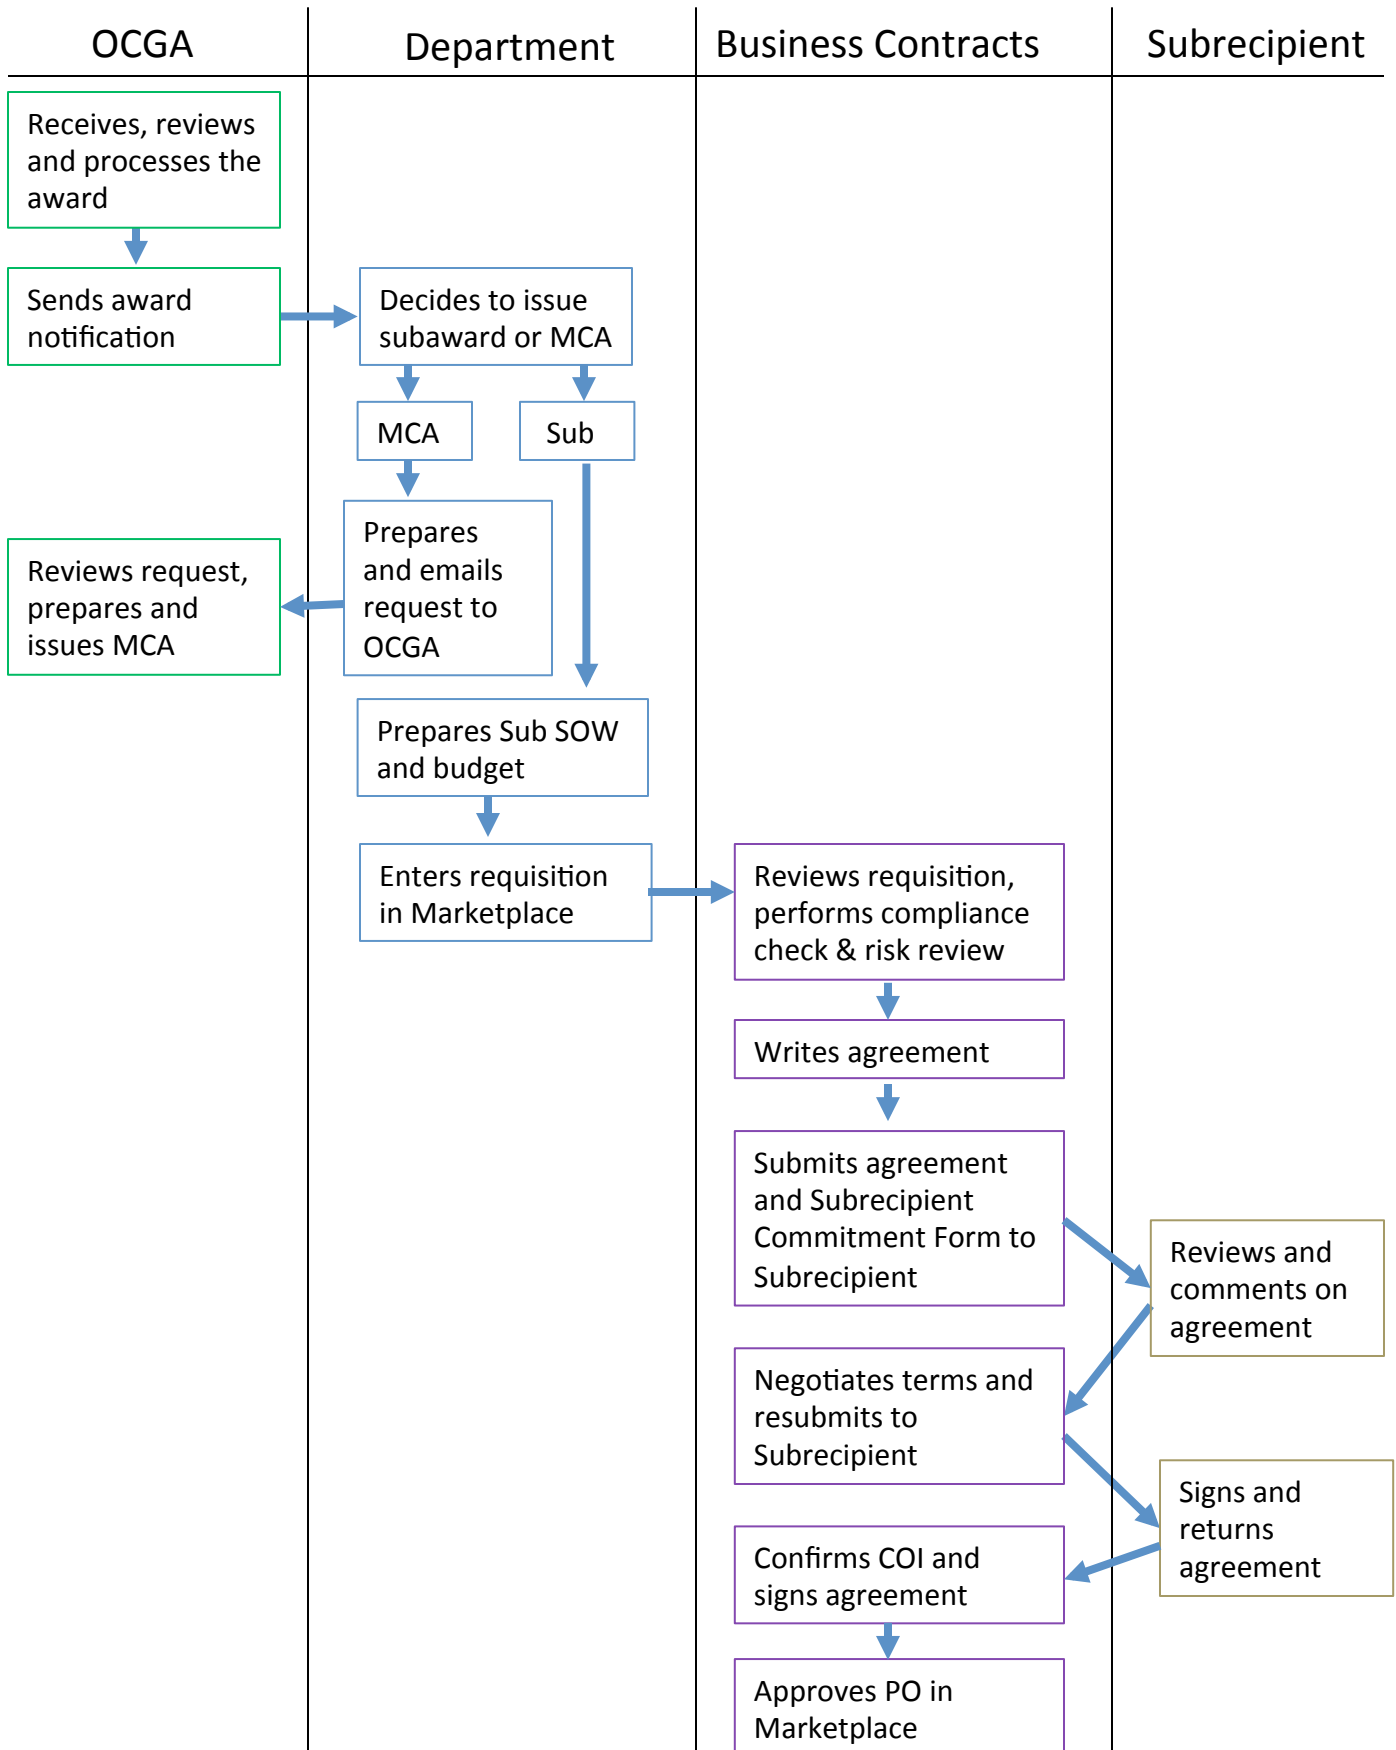 OCGA
Department
Business Contracts
Subrecipient
Receives, reviews
and processes the
award
Sends award
notification
Decides to issue
subaward or MCA
MCA
Sub
Prepares
and emails
request to
OCGA
Reviews request,
prepares and
issues MCA
Prepares Sub SOW
and budget
Enters requisition
in Marketplace
Reviews requisition,
performs compliance
check & risk review
Writes agreement
Submits agreement
and Subrecipient
Commitment Form to
Subrecipient
Reviews and
comments on
agreement
Negotiates terms and
resubmits to
Subrecipient
Signs and
returns
agreement
Confirms COI and
signs agreement
Approves PO in
Marketplace